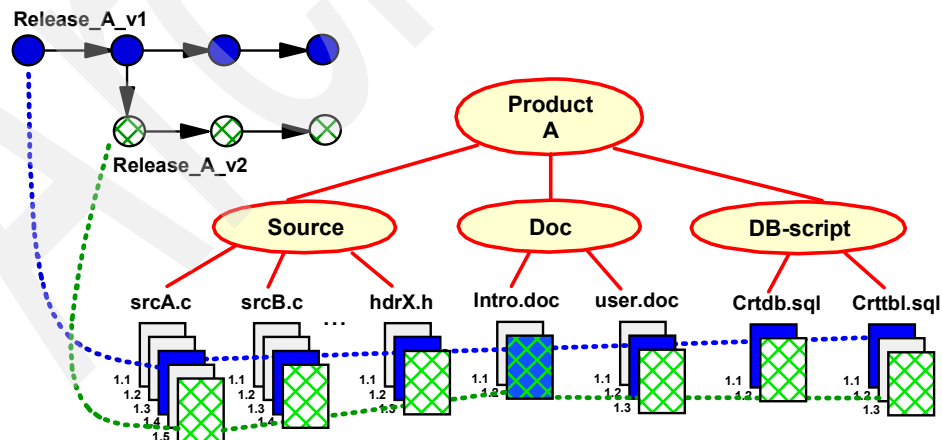 Release_A_v1
Release_A_v2
Product
A
Source
Doc
DB-script
srcA.c
srcB.c
...
hdrX.h
Intro.doc
user.doc
Crtdb.sql
Crttbl.sql
1.1
1.2
1.3
1.4
1.5
1.1
1.2
1.3
1.4
1.1
1.2
1.3
1.1
1.2
1.1
1.2
1.3
1.1
1.2
1.1
1.2
1.3